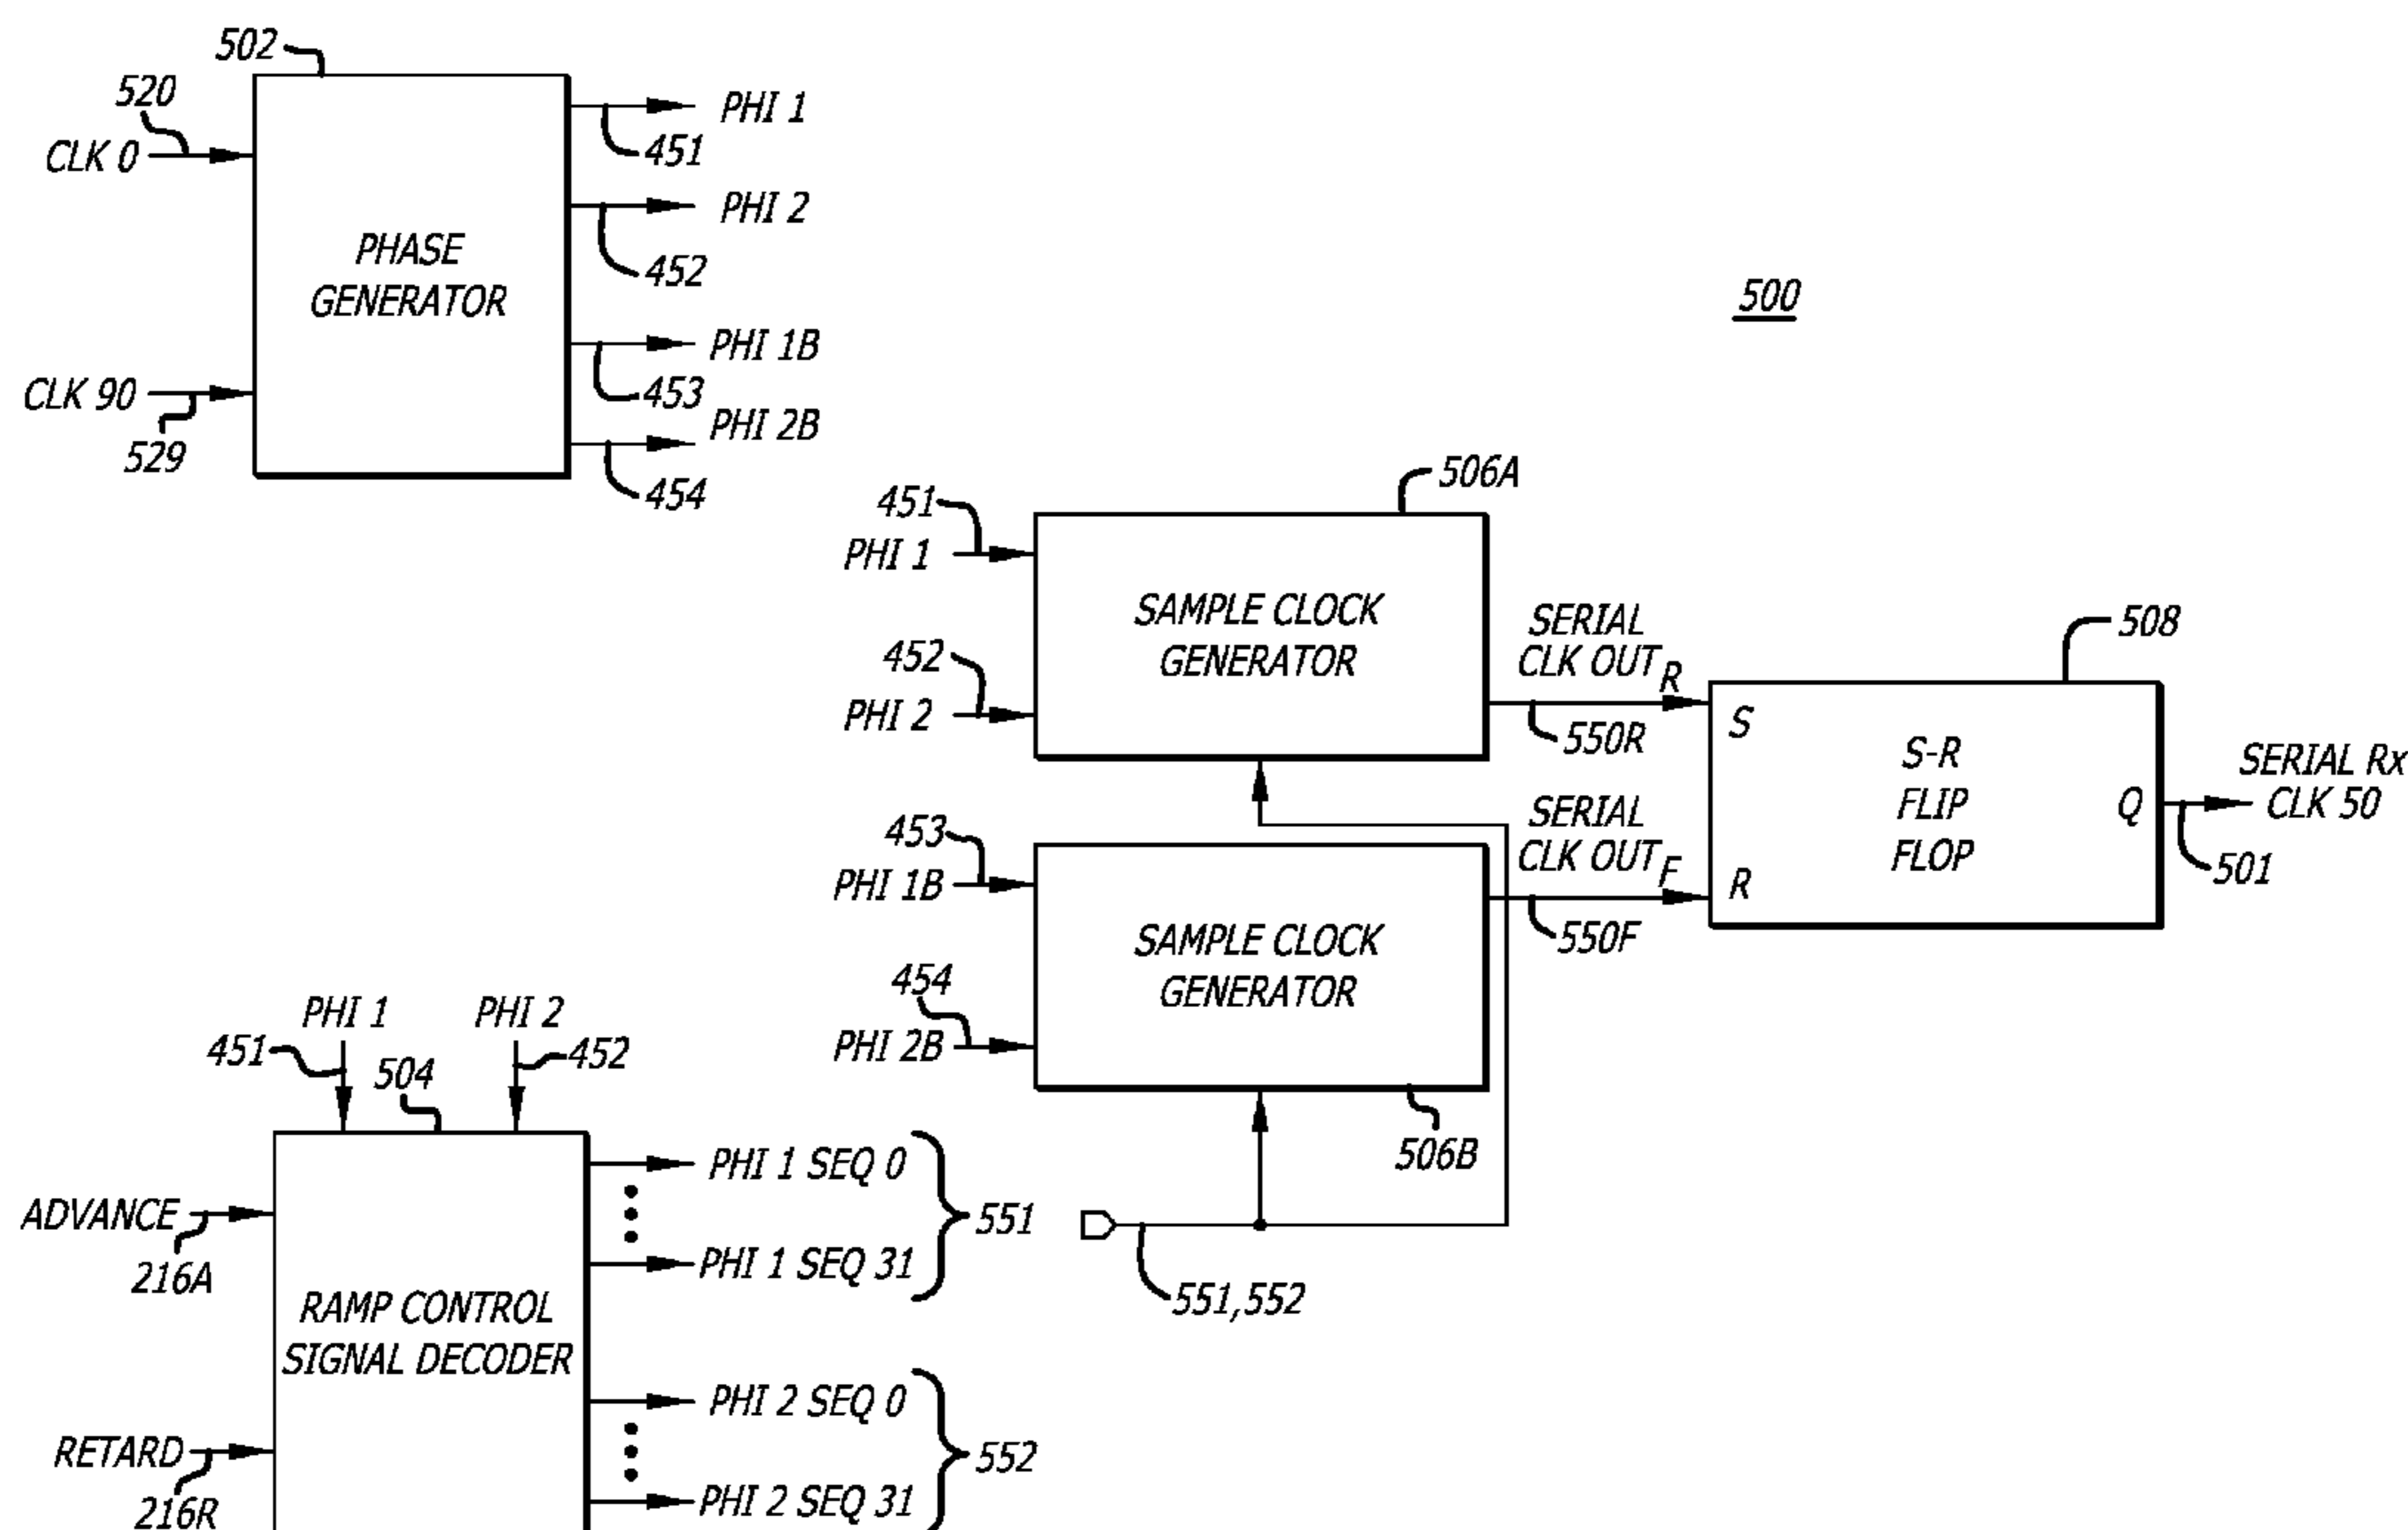 502
520
CLK 0
PHI 1
451
PHI 2
452
PHASE
GENERATOR
PHI 1B
453
CLK 90
529
PHI 2B
454
500
506A
451
PHI 1
SAMPLE CLOCK
GENERATOR
452
PHI 2
SERIAL
CLK OUT R
550R
508
S
S-R
FLIP
FLOP
Q
R
SERIAL RX
CLK 50
501
453
PHI 1B
SERIAL
CLK OUT F
550F
SAMPLE CLOCK
GENERATOR
454
PHI 2B
506B
551,552
PHI 1
PHI 2
451
504
452
ADVANCE
216A
PHI 1 SEQ 0
551
PHI 1 SEQ 31
RAMP CONTROL
SIGNAL DECODER
RETARD
216R
PHI 2 SEQ 0
552
PHI 2 SEQ 31